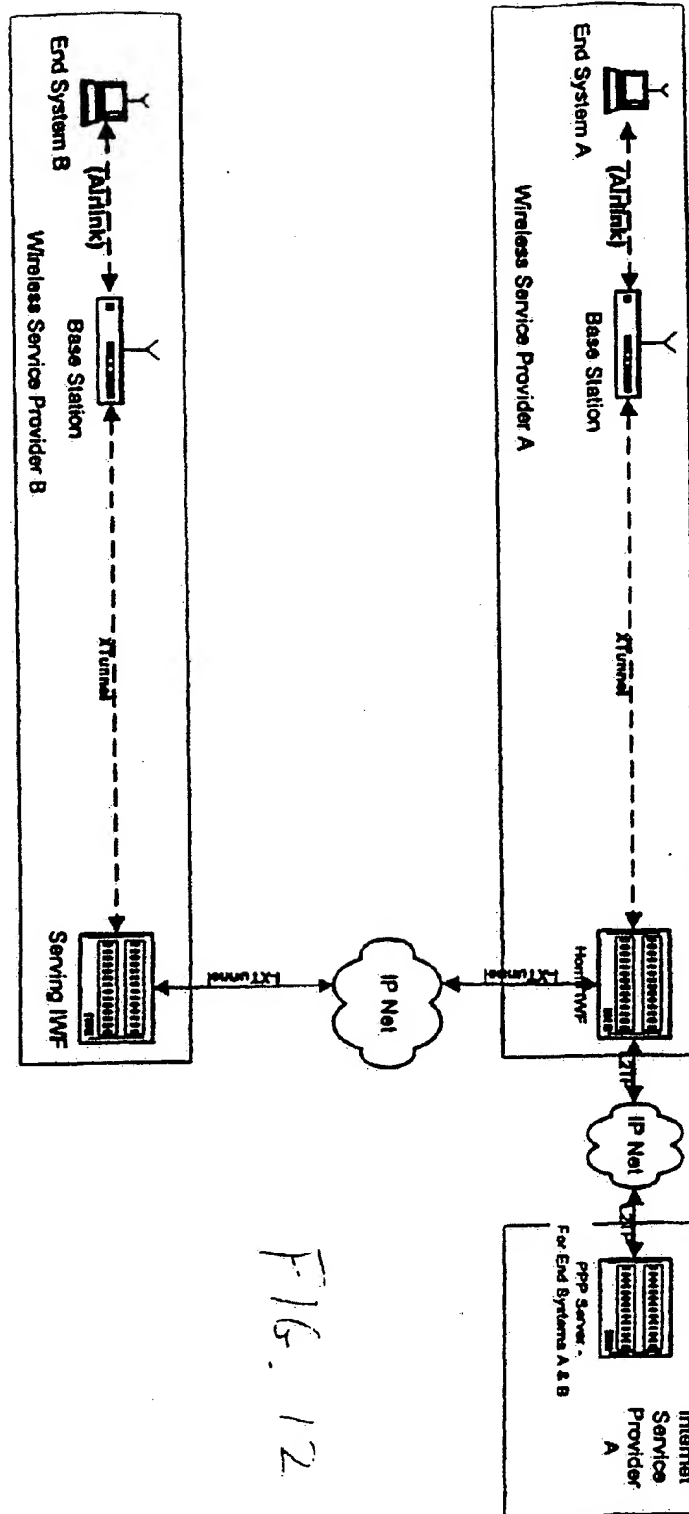 End System A
(Airlink)
Base Station
Wireless Service Provider A
XTunnel
Home IWF
L2TP
IP Net
L2TP
PPP Server -
For End Systems A & B
Internet
Service
Provider
A
I-XTunnel
IP Net
I-XTunnel
End System B
(Airlink)
Base Station
Wireless Service Provider B
XTunnel
Serving IWF
FIG. 12